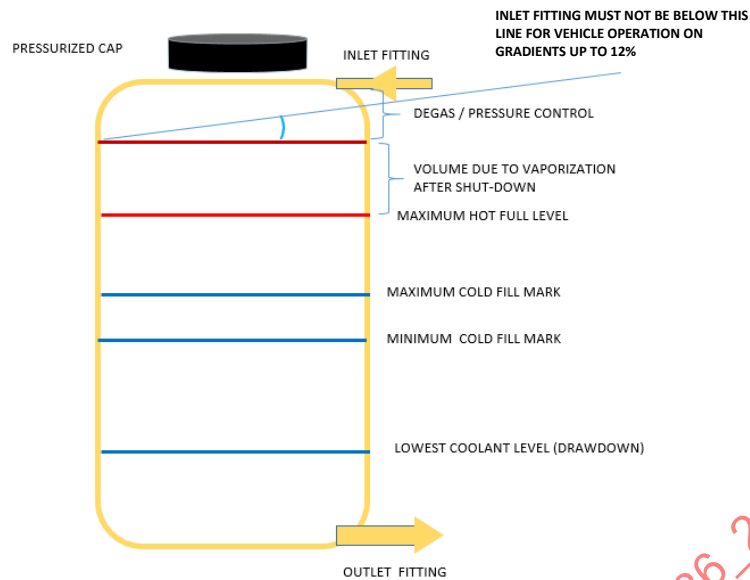 INLET FITTING MUST NOT BE BELOW THIS
LINE FOR VEHICLE OPERATION ON
GRADIENTS UP TO 12%
PRESSURIZED CAP
INLET FITTING
DEGAS / PRESSURE CONTROL
VOLUME DUE TO VAPORIZATION
AFTER SHUT-DOWN
MAXIMUM HOT FULL LEVEL
MAXIMUM COLD FILL MARK
MINIMUM COLD FILL MARK
LOWEST COOLANT LEVEL (DRAWDOWN)
OUTLET FITTING